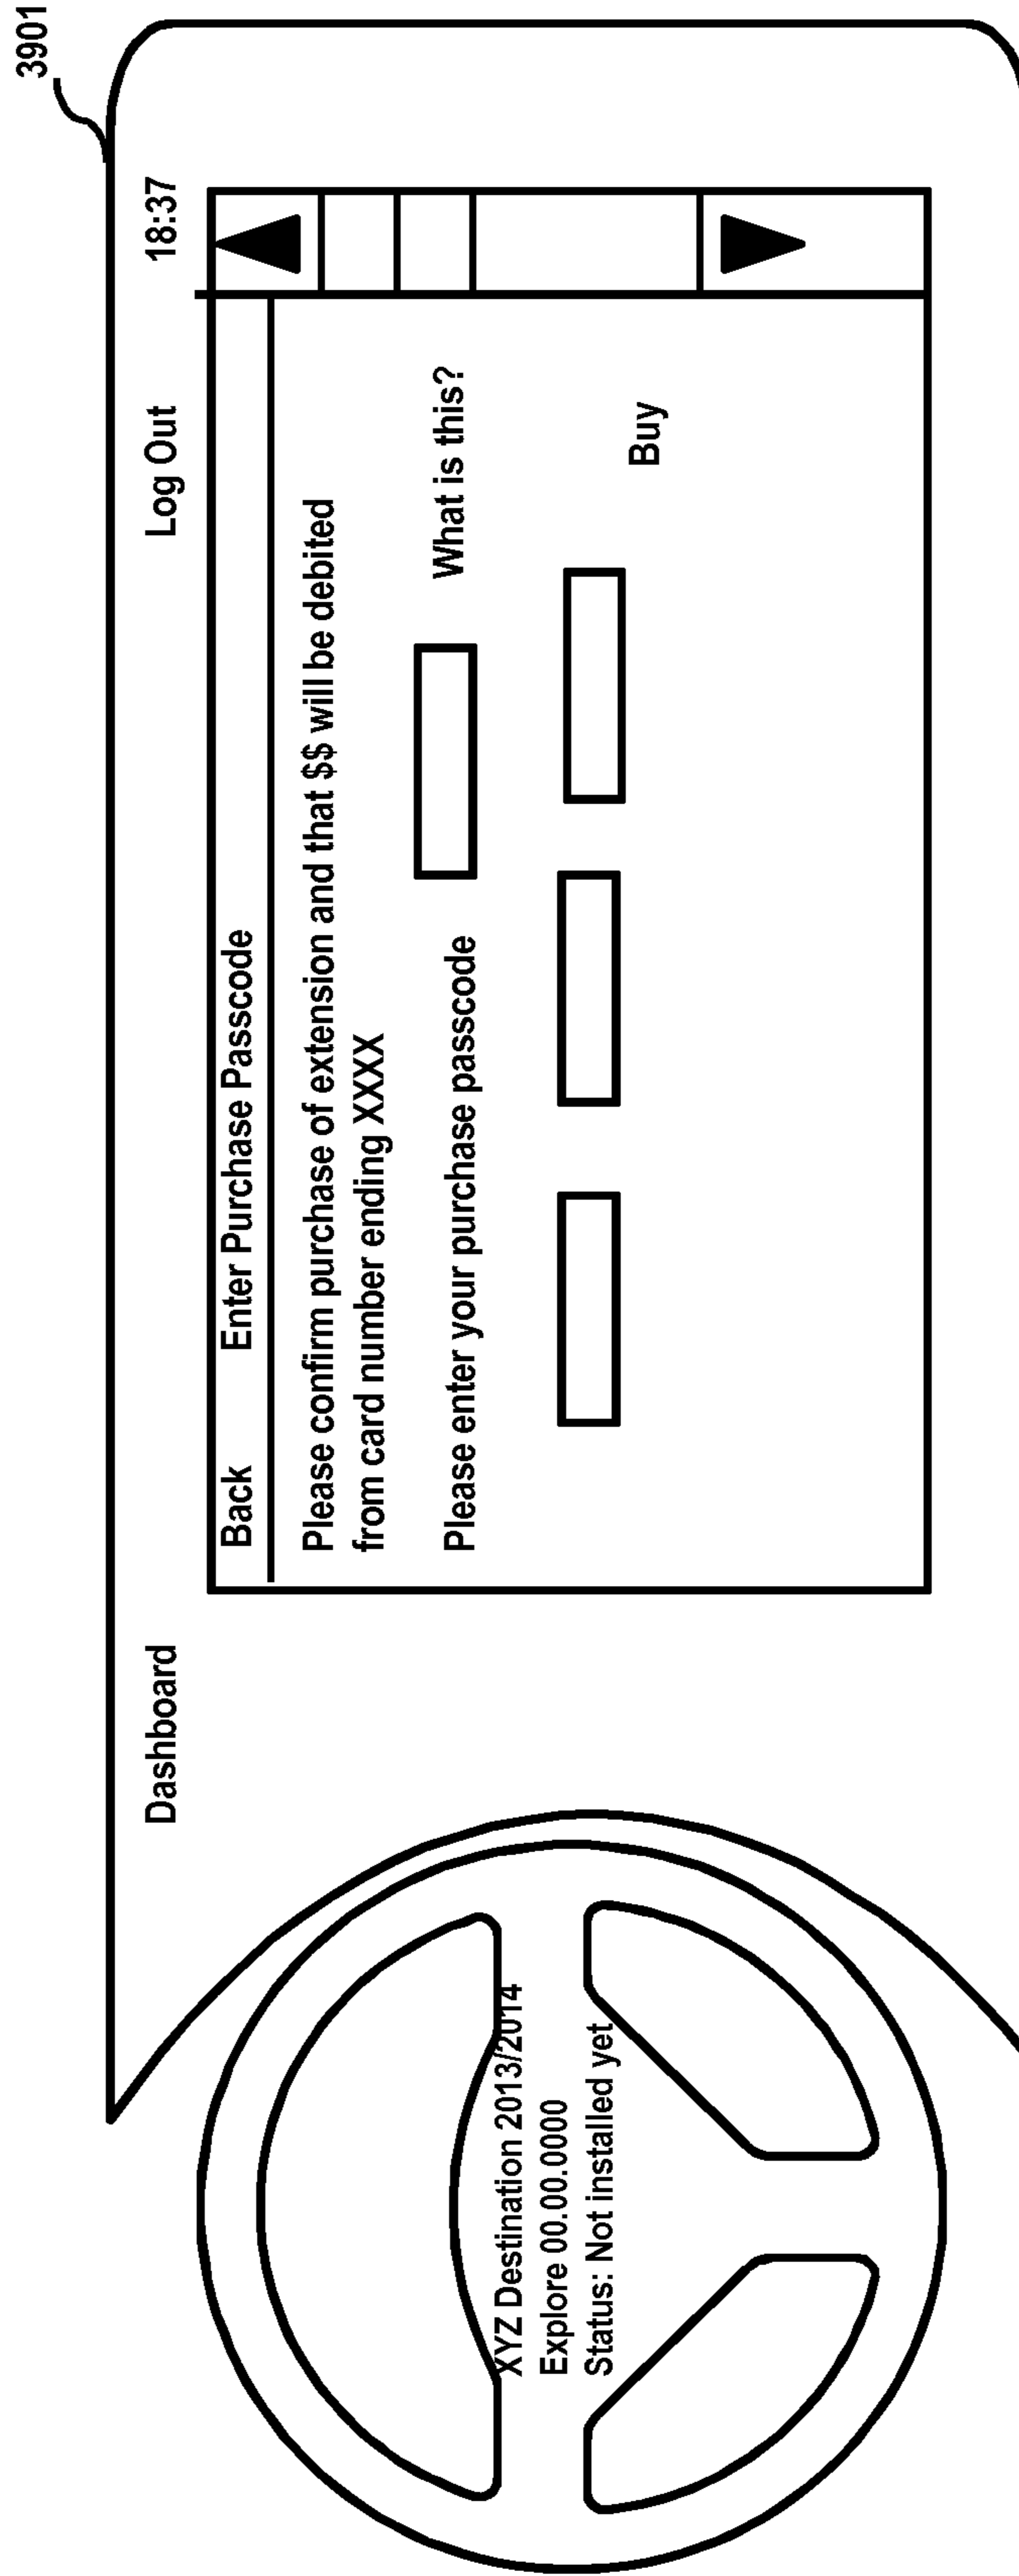 3901
Dashboard
Log Out
18:37
Back
Enter Purchase Passcode
Please confirm purchase of extension and that $$ will be debited
from card number ending XXXX
Please enter your purchase passcode
What is this?
Buy
XYZ Destination 2013/2014
Explore 00.00.0000
Status: Not installed yet